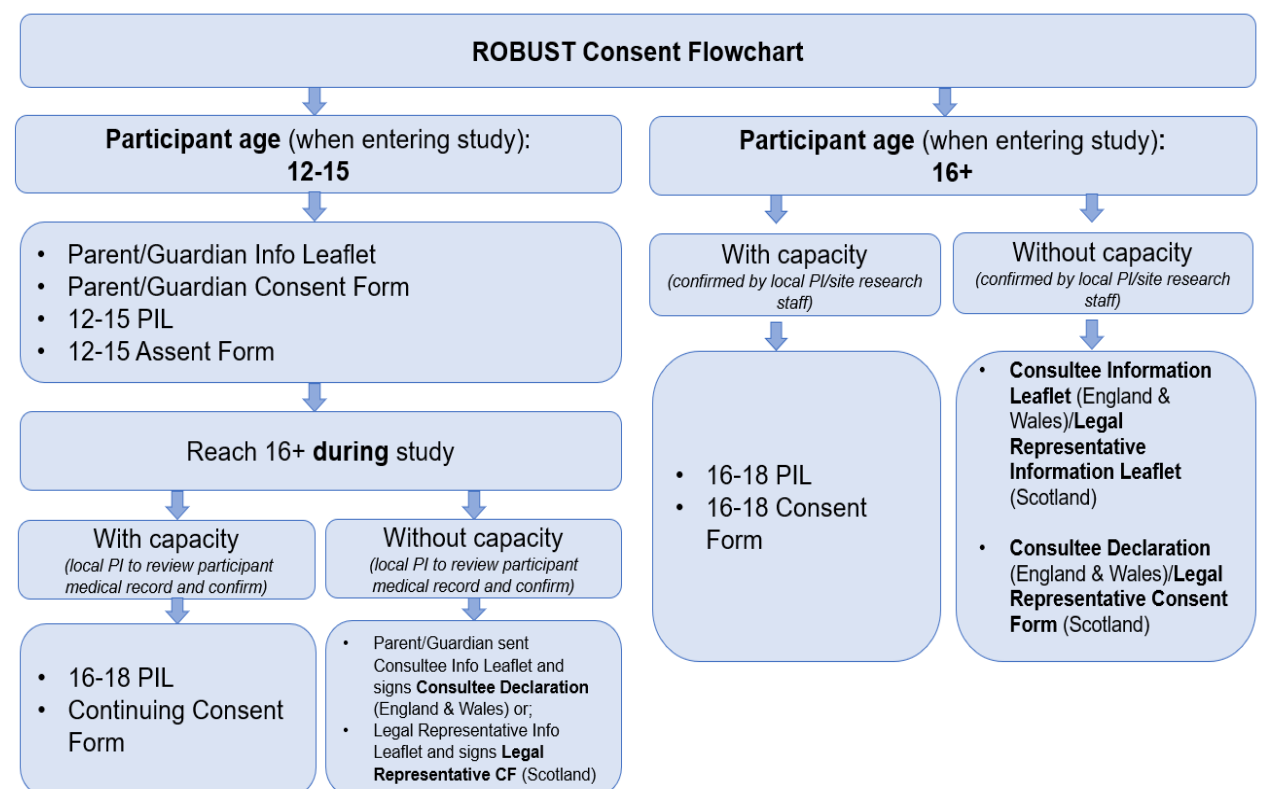 ROBUST Consent Flowchart
Participant age (when entering study):
12-15
• Parent/Guardian Info Leaflet
• Parent/Guardian Consent Form
• 12-15 PIL
• 12-15 Assent Form
Reach 16+ during study
With capacity
(local PI to review participant
medical record and confirm)
• 16-18 PIL
• Continuing Consent
Form
Without capacity
(local PI to review participant
medical record and confirm)
• Parent/Guardian sent
Consultee Info Leaflet and
signs Consultee Declaration
(England & Wales) or;
• Legal Representative Info
Leaflet and signs Legal
Representative CF (Scotland)
Participant age (when entering study):
16+
With capacity
(confirmed by local PI/site research
staff)
• 16-18 PIL
• 16-18 Consent
Form
Without capacity
(confirmed by local PI/site research
staff)
• Consultee Information
Leaflet (England &
Wales)/Legal
Representative
Information Leaflet
(Scotland)
• Consultee Declaration
(England & Wales)/Legal
Representative Consent
Form (Scotland)